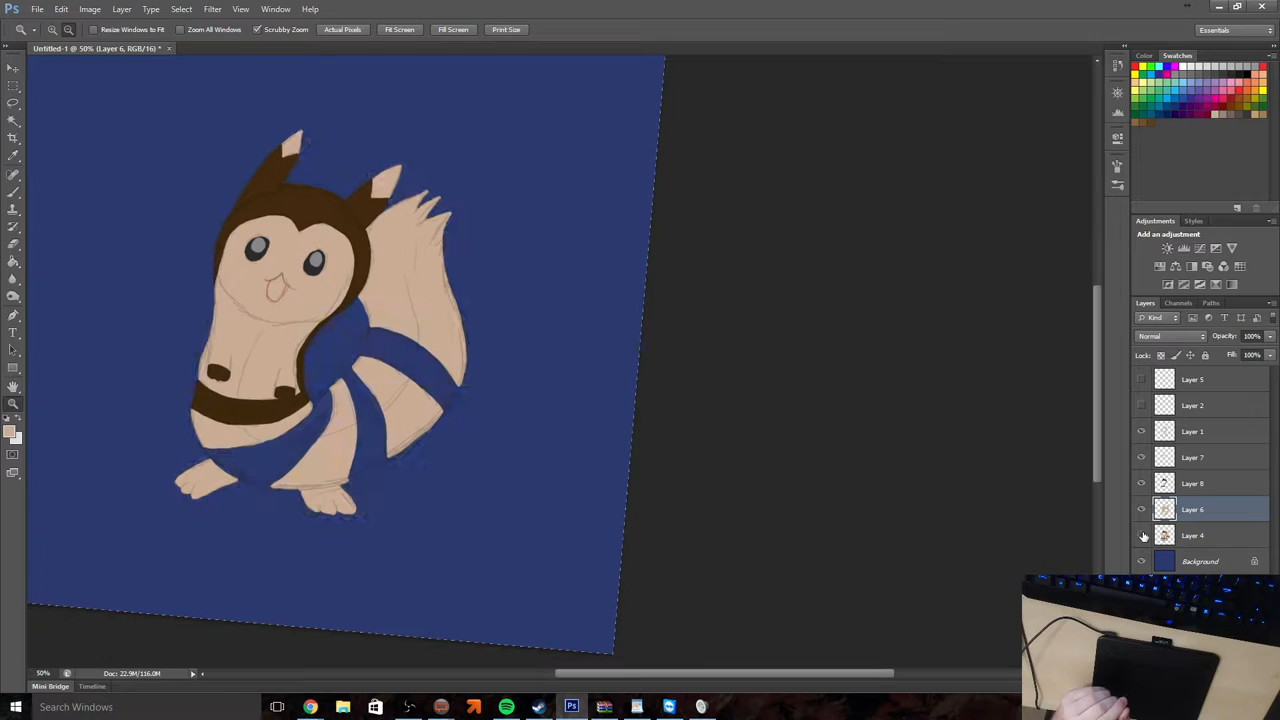 Ps File Edit Image Layer Type Select Filter View Window Help
Resize Windows to Fit Zoom All Windows Scrubby Zoom Actual Pixels Fit Screen Fill Screen Print Size Essentials
Untitled-1 @ 50% (Layer 6, RGB/16) * ×
Color Swatches
Adjustments Styles
Add an adjustment
Layers Channels Paths
Kind
Normal Opacity: 100%
Lock: Fill: 100%
Layer 5
Layer 2
Layer 1
Layer 7
Layer 8
Layer 6
Layer 4
Background
50% Doc: 22.9M/116.0M
Mini Bridge Timeline
Search Windows Ps